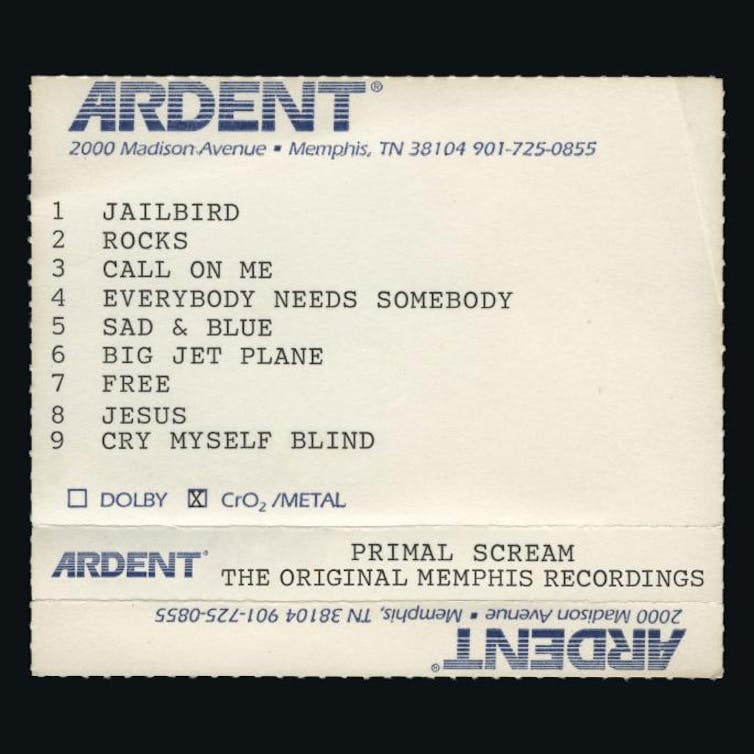 ARDENT®
2000 Madison Avenue ▪ Memphis, TN 38104 901-725-0855
1 JAILBIRD
2 ROCKS
3 CALL ON ME
4 EVERYBODY NEEDS SOMEBODY
5 SAD & BLUE
6 BIG JET PLANE
7 FREE
8 JESUS
9 CRY MYSELF BLIND
☐ DOLBY ☒ CrO₂/METAL
PRIMAL SCREAM
ARDENT® THE ORIGINAL MEMPHIS RECORDINGS
2000 Madison Avenue ▪ Memphis, TN 38104 901-725-0855
ARDENT®